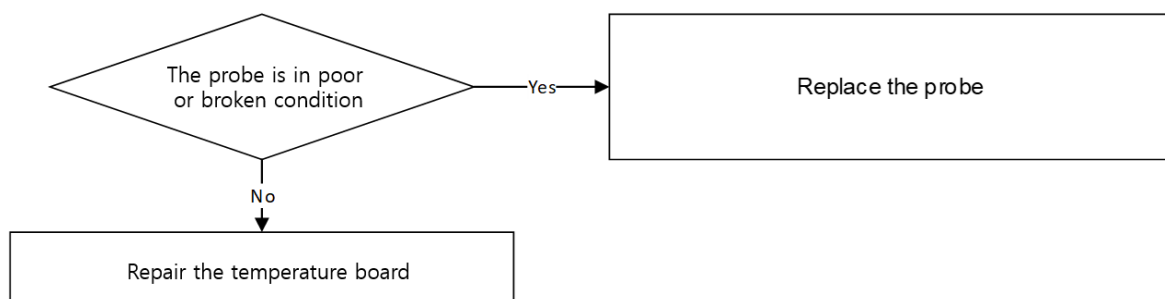 The probe is in poor
or broken condition
Yes
Replace the probe
No
Repair the temperature board